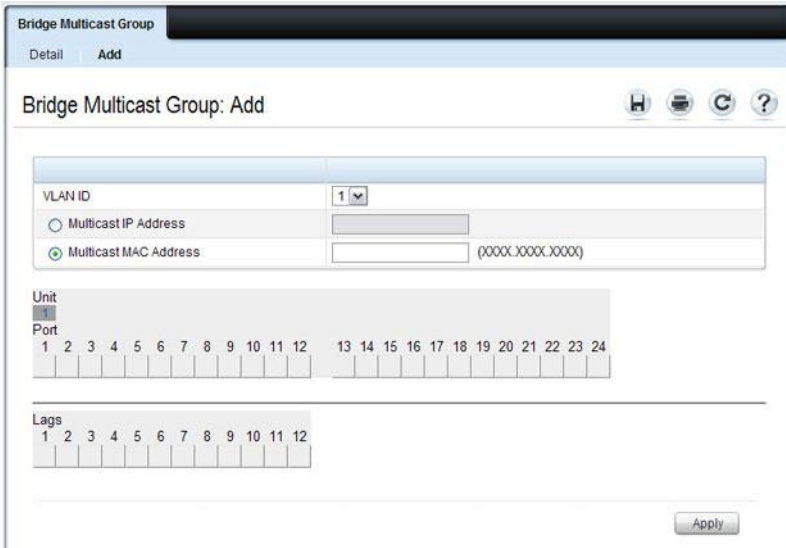 Bridge Multicast Group
Detail Add
Bridge Multicast Group: Add
?
VLAN ID 1
Multicast IP Address
Multicast MAC Address (XXXX.XXXX.XXXX)
Unit
1
Port
1 2 3 4 5 6 7 8 9 10 11 12 13 14 15 16 17 18 19 20 21 22 23 24
Lags
1 2 3 4 5 6 7 8 9 10 11 12
Apply